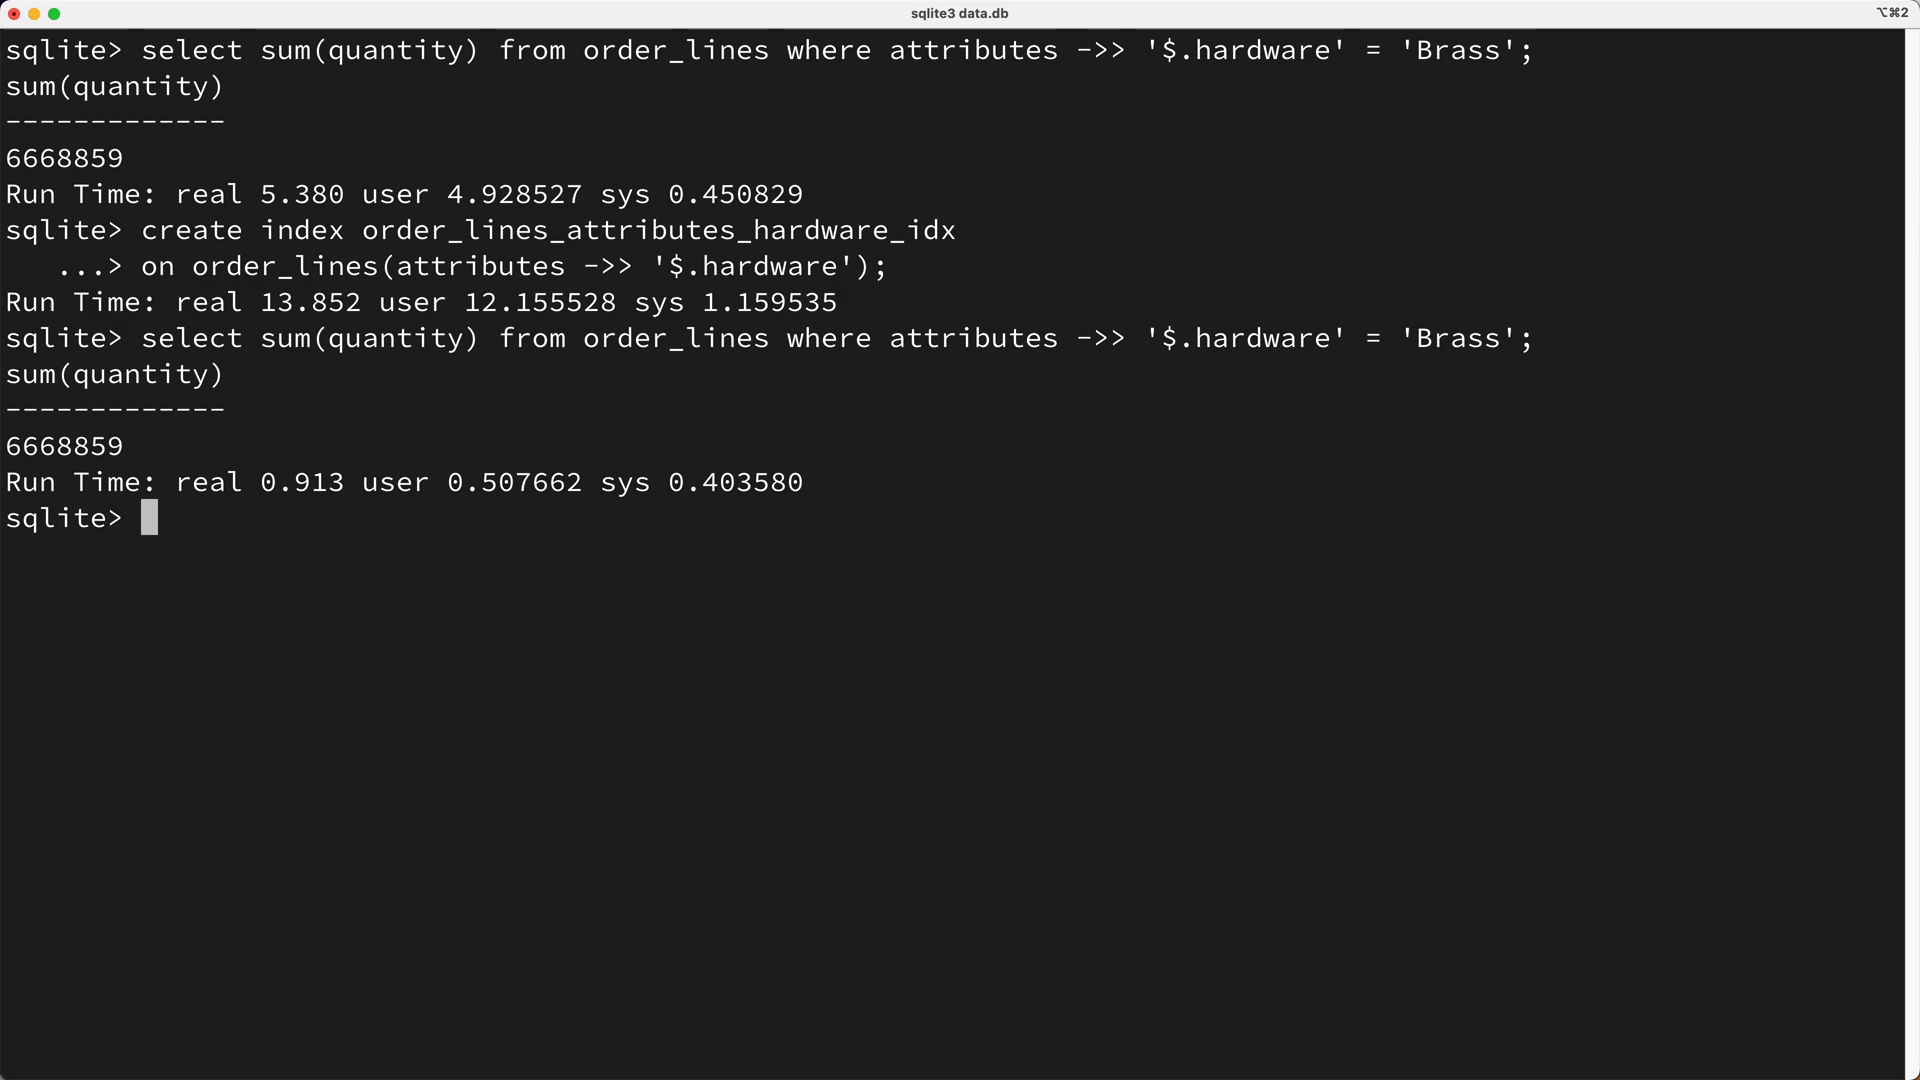 sqlite3 data.db
⌥⌘2
sqlite> select sum(quantity) from order_lines where attributes ->> '$.hardware' = 'Brass';
sum(quantity)
-------------
6668859
Run Time: real 5.380 user 4.928527 sys 0.450829
sqlite> create index order_lines_attributes_hardware_idx
   ...> on order_lines(attributes ->> '$.hardware');
Run Time: real 13.852 user 12.155528 sys 1.159535
sqlite> select sum(quantity) from order_lines where attributes ->> '$.hardware' = 'Brass';
sum(quantity)
-------------
6668859
Run Time: real 0.913 user 0.507662 sys 0.403580
sqlite>